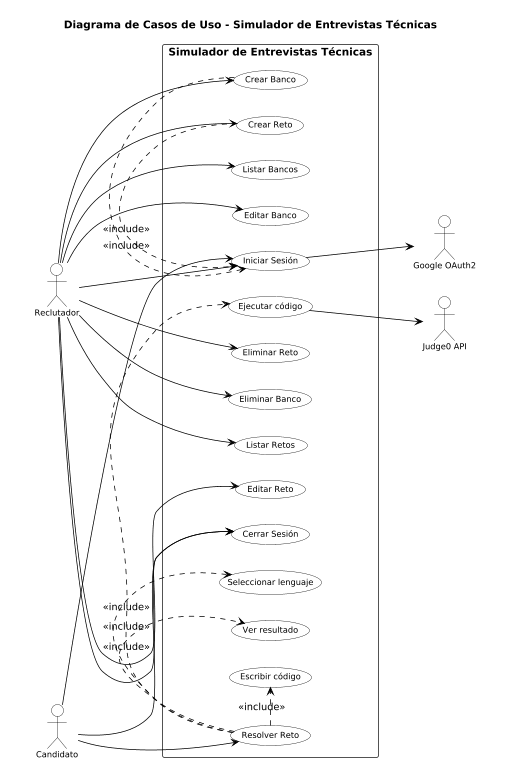 Diagrama de Casos de Uso - Simulador de Entrevistas Técnicas
Simulador de Entrevistas Técnicas
Crear Banco
Crear Reto
Listar Bancos
Editar Banco
«include»
«include»
Iniciar Sesión
Google OAuth2
Reclutador
Ejecutar código
Judge0 API
Eliminar Reto
Eliminar Banco
Listar Retos
Editar Reto
Cerrar Sesión
Seleccionar lenguaje
«include»
«include»
Ver resultado
«include»
Escribir código
«include»
Resolver Reto
Candidato